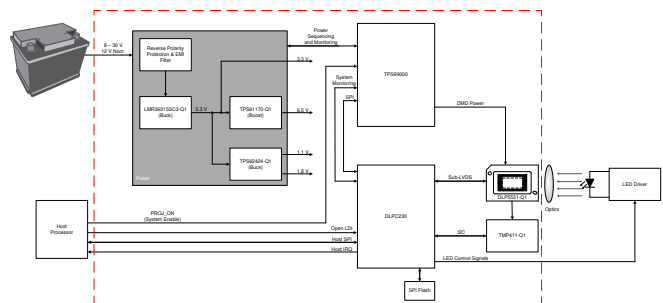 8 – 30 V
12 V Nom.
Reverse Polarity
Protection & EMI
Filter
LMR36015SC3-Q1
(Buck)
3.3 V
TPS61170-Q1
(Boost)
TPS62424-Q1
(Buck)
Power
3.3 V
6.5 V
1.1 V
1.8 V
Power
Sequencing
and Monitoring
System
Monitoring
SPI
TPS99000
DMD Power
Host
Processor
PROJ_ON
(System Enable)
Open LDI
Host SPI
Host IRQ
DLPC230
Sub-LVDS
DLP5531-Q1
Optics
LED Driver
I2C
TMP411-Q1
LED Control Signals
SPI Flash